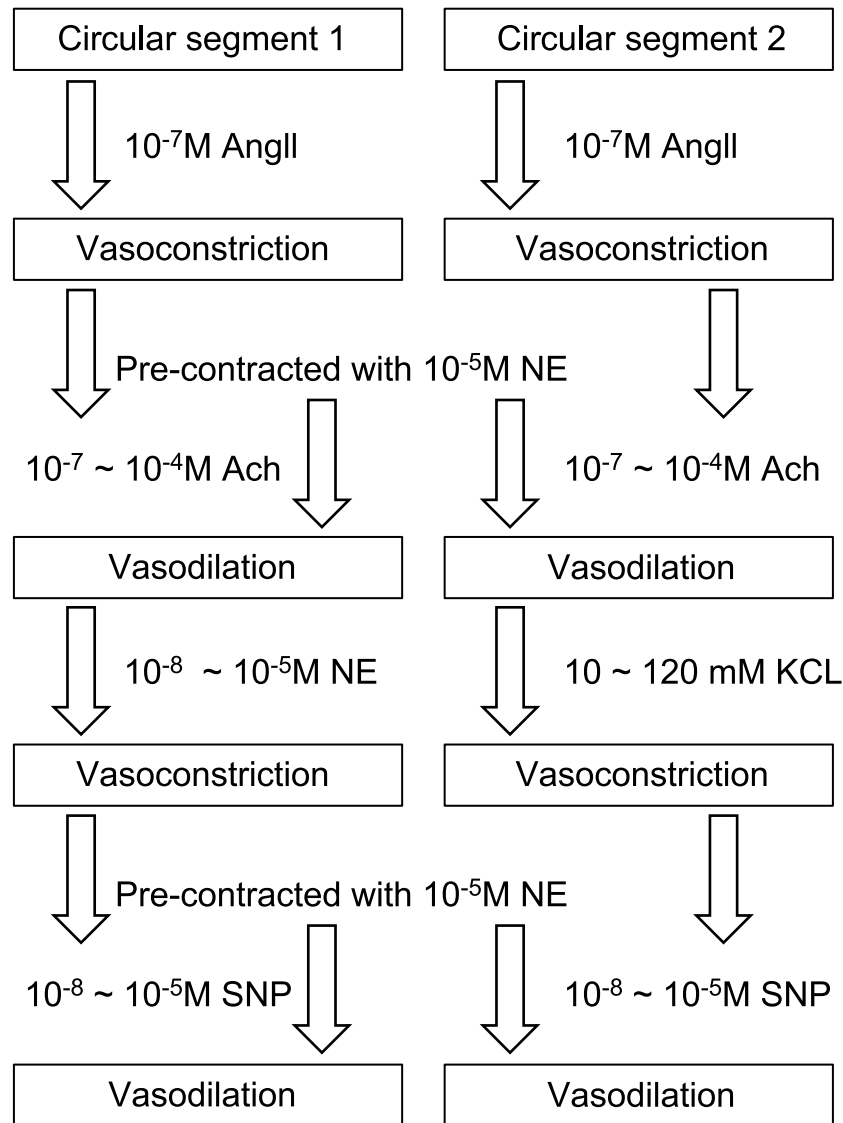 Circular segment 1
Circular segment 2
10⁻⁷M AngII
10⁻⁷M AngII
Vasoconstriction
Vasoconstriction
Pre-contracted with 10⁻⁵M NE
10⁻⁷ ~ 10⁻⁴M Ach
10⁻⁷ ~ 10⁻⁴M Ach
Vasodilation
Vasodilation
10⁻⁸ ~ 10⁻⁵M NE
10 ~ 120 mM KCL
Vasoconstriction
Vasoconstriction
Pre-contracted with 10⁻⁵M NE
10⁻⁸ ~ 10⁻⁵M SNP
10⁻⁸ ~ 10⁻⁵M SNP
Vasodilation
Vasodilation